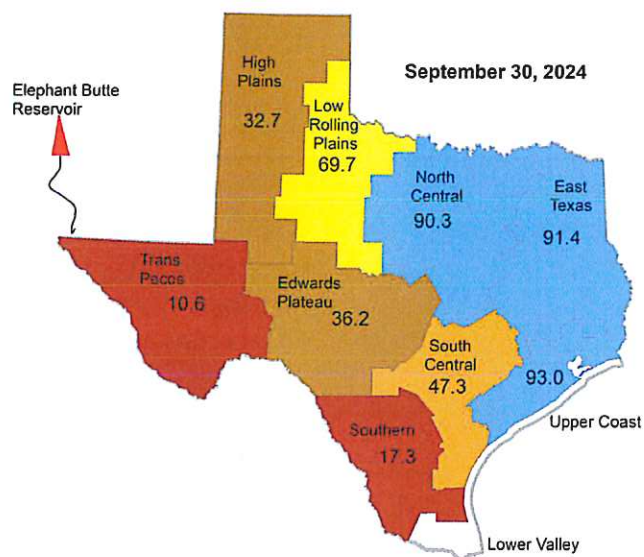 September 30, 2024
Elephant Butte
Reservoir
High
Plains
32.7
Low
Rolling
Plains
69.7
North
Central
90.3
East
Texas
91.4
Trans
Pecos
10.6
Edwards
Plateau
36.2
South
Central
47.3
93.0
Upper Coast
Southern
17.3
Lower Valley